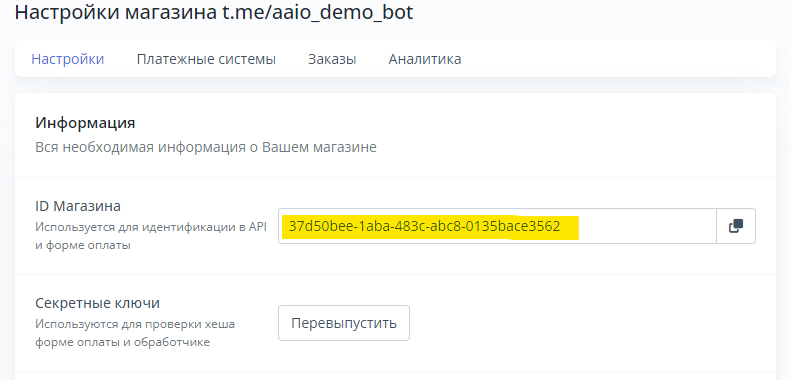 Настройки магазина t.me/aaio_demo_bot
Настройки Платежные системы Заказы Аналитика
Информация
Вся необходимая информация о Вашем магазине
ID Магазина
Используется для идентификации в API
и форме оплаты
37d50bee-1aba-483c-abc8-0135bace3562
Секретные ключи
Используются для проверки хеша
форме оплаты и обработчике
Перевыпустить